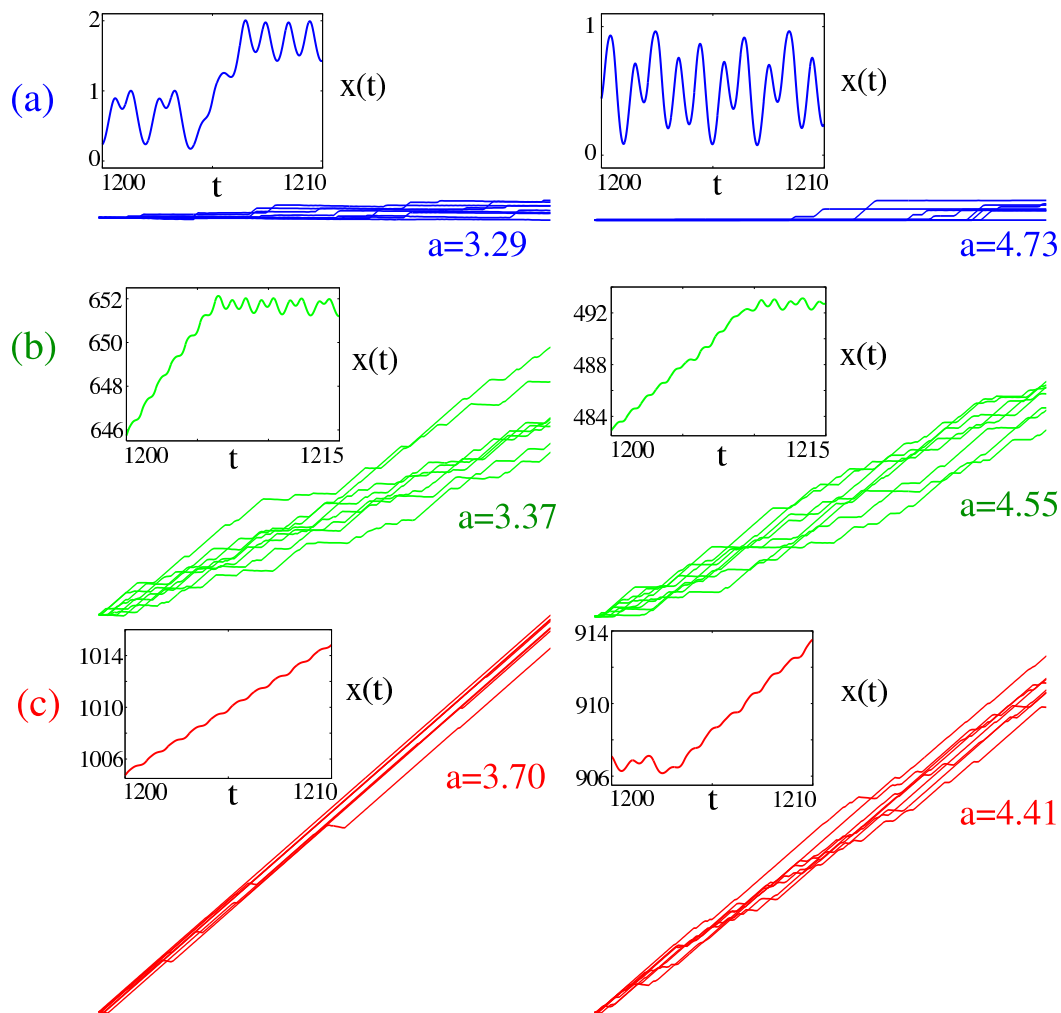 (a)
2
1
0
1200 t 1210
x(t)
a=3.29
1
0
1200 t 1210
x(t)
a=4.73
(b)
652
650
648
646
1200 t 1215
x(t)
a=3.37
492
488
484
1200 t 1215
x(t)
a=4.55
(c)
1014
1010
1006
1200 t 1210
x(t)
a=3.70
914
910
906
1200 t 1210
x(t)
a=4.41